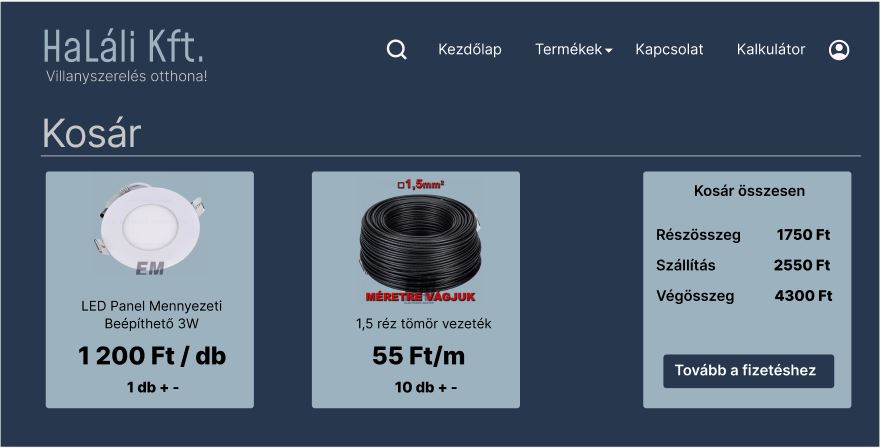 HaLáli Kft.
Villanyszerelés otthona!
Kezdőlap
Termékek
Kapcsolat
Kalkulátor
Kosár
EM
LED Panel Mennyezeti
Beépíthető 3W
1 200 Ft / db
1 db + -
□1,5mm²
MÉRETRE VÁGJUK
1,5 réz tömör vezeték
55 Ft/m
10 db + -
Kosár összesen
Részösszeg 1750 Ft
Szállítás 2550 Ft
Végösszeg 4300 Ft
Tovább a fizetéshez